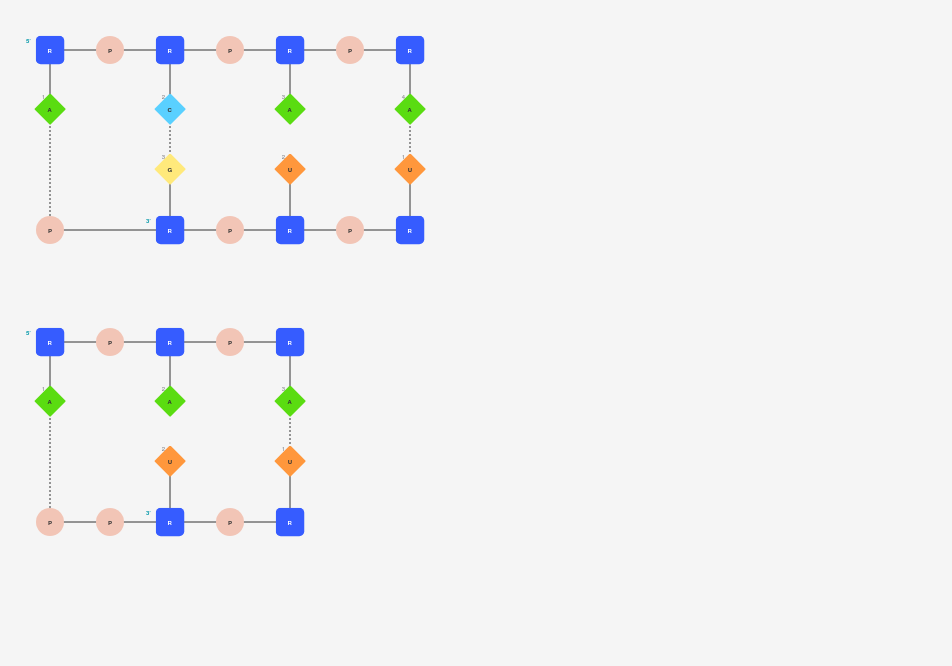 5' R P R P R P R
1 A 2 C 3 A 4 A
3 G 2 U 1 U
P 3' R P R P R
5' R P R P R
1 A 2 A 3 A
2 U 1 U
P P 3' R P R